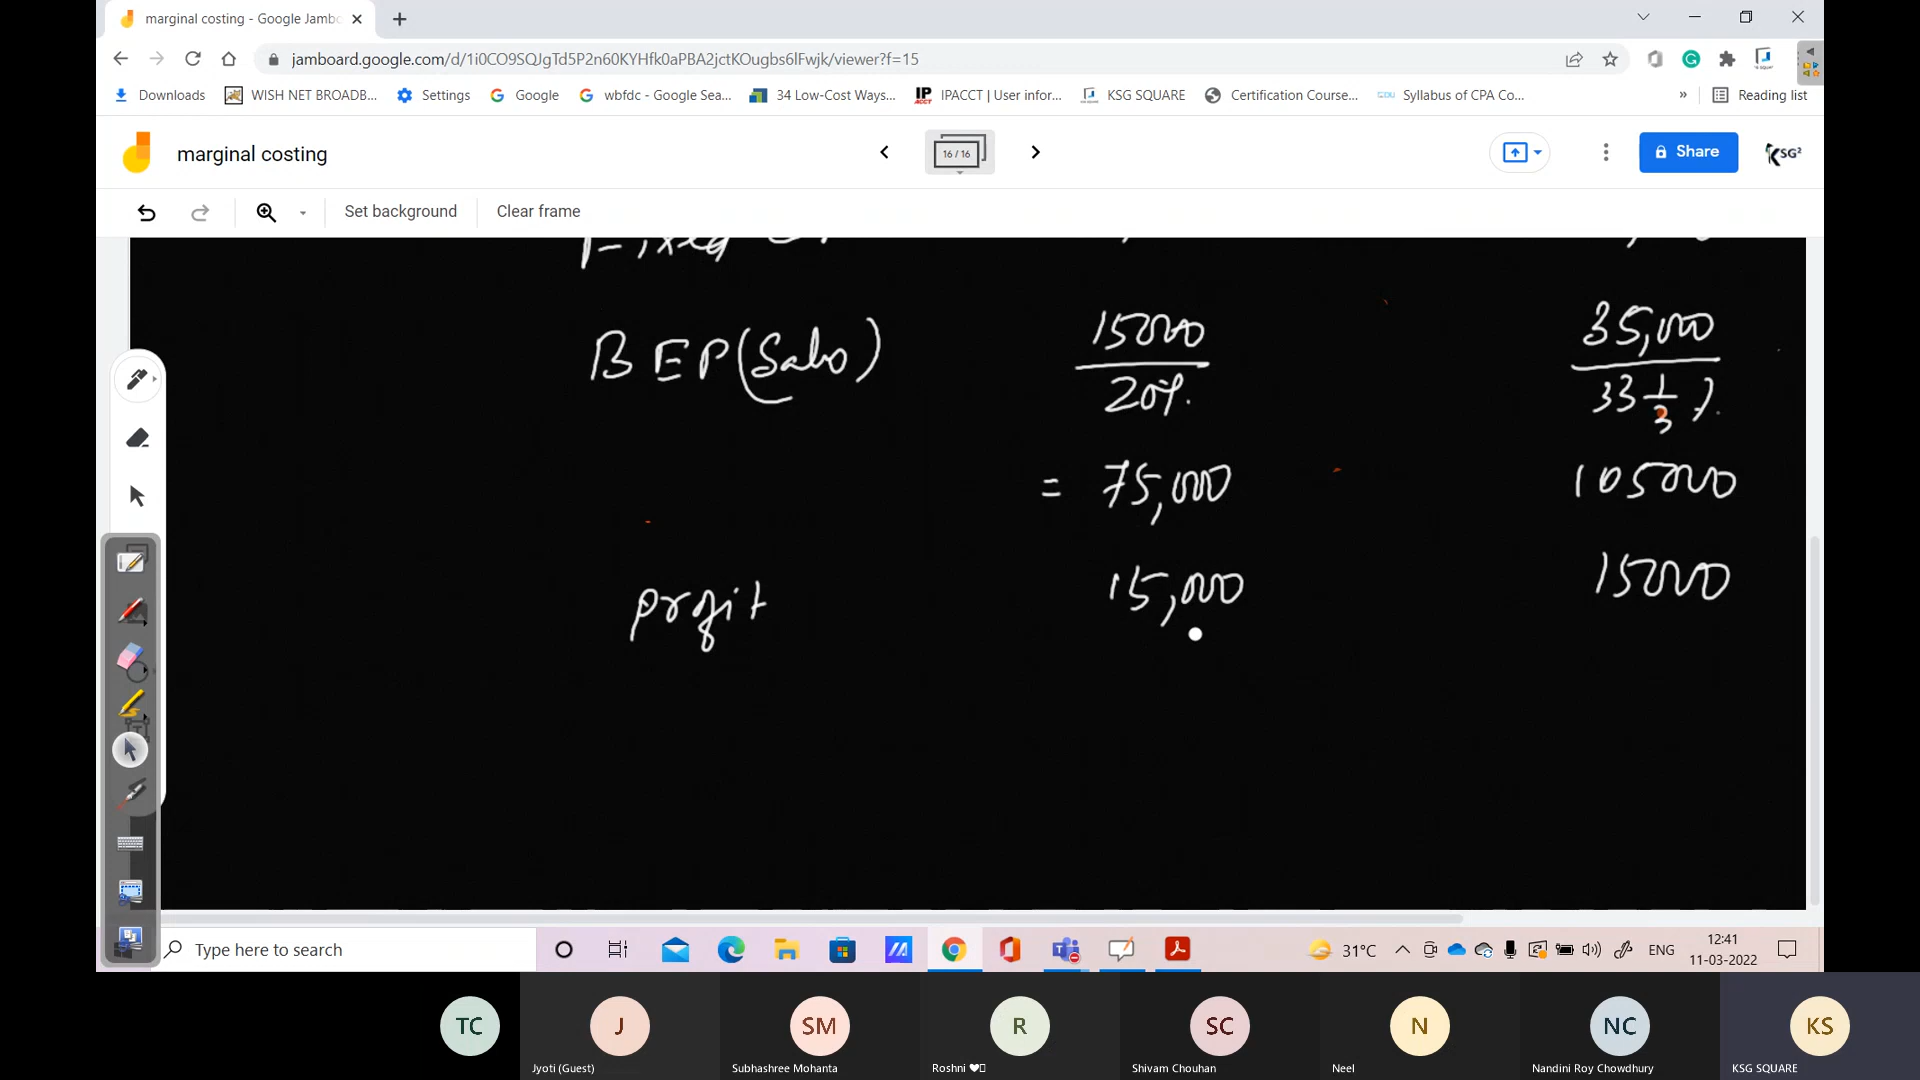 marginal costing - Google Jambo
jamboard.google.com/d/1i0CO9SQJgTd5P2n60KYHfk0aPBA2jctKOugbs6lFwjk/viewer?f=15
Downloads WISH NET BROADB... Settings Google wbfdc - Google Sea... 34 Low-Cost Ways... IP ACCT IPACCT | User infor... KSG SQUARE Certification Course... Syllabus of CPA Co... » Reading list
marginal costing 16 / 16 Share KSG²
Set background Clear frame
BEP(Sales) 15000 35,000
20% 33 1/3 %
= 75,000 105000
profit 15,000 15000
Type here to search 31°C ENG 12:41
11-03-2022
TC J SM R SC N NC KS
Jyoti (Guest) Subhashree Mohanta Roshni ❤ Shivam Chouhan Neel Nandini Roy Chowdhury KSG SQUARE